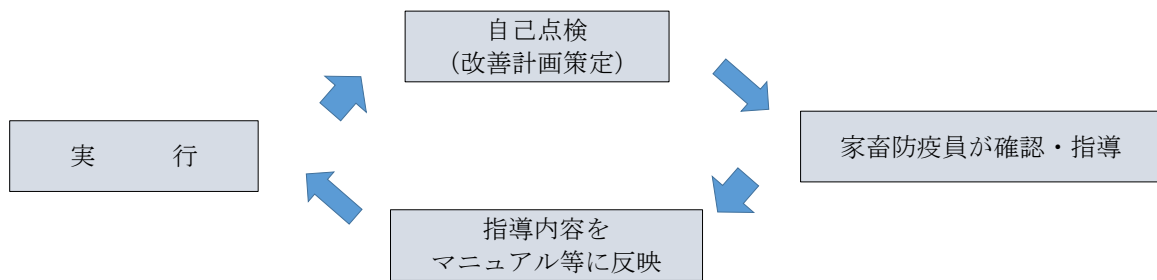 自己点検
（改善計画策定）
家畜防疫員が確認・指導
指導内容を
マニュアル等に反映
実　　　行